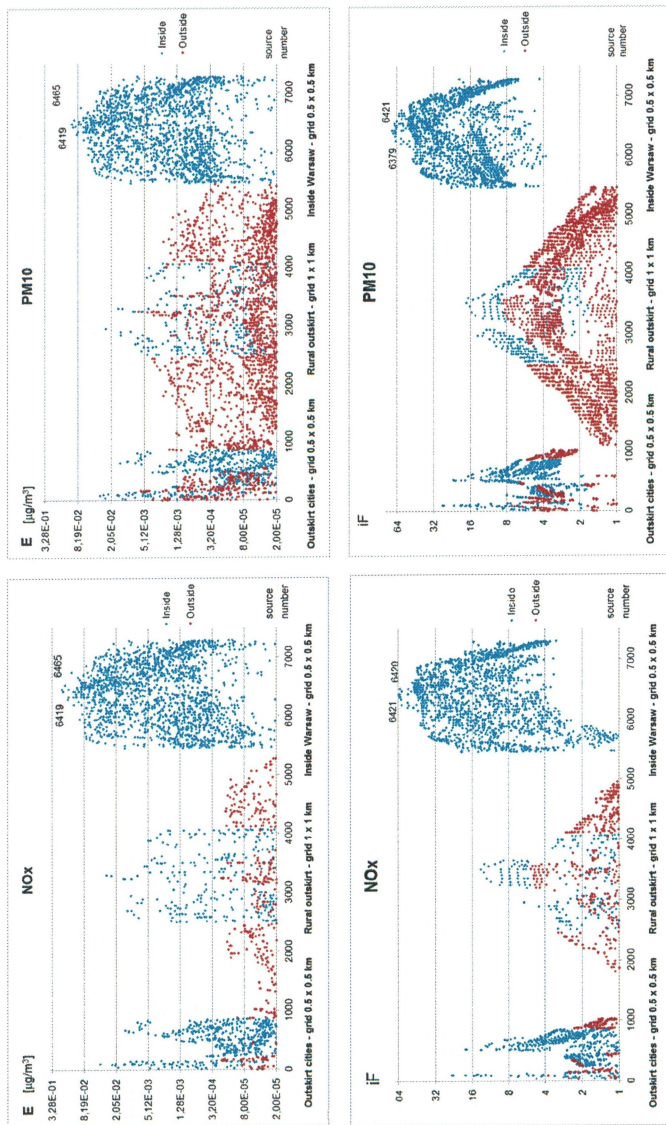 NOx
E [µg/m³]
3,28E-01
8,19E-02
2,05E-02
5,12E-03
1,28E-03
3,20E-04
8,00E-05
2,00E-05
6419
6465
Inside
Outside
source
number
0
1000
2000
3000
4000
5000
6000
7000
Outskirt cities - grid 0.5 x 0.5 km
Rural outskirt - grid 1 x 1 km
Inside Warsaw - grid 0.5 x 0.5 km
PM10
E [µg/m³]
3,28E-01
8,19E-02
2,05E-02
5,12E-03
1,28E-03
3,20E-04
8,00E-05
2,00E-05
6419
6465
Inside
Outside
source
number
0
1000
2000
3000
4000
5000
6000
7000
Outskirt cities - grid 0.5 x 0.5 km
Rural outskirt - grid 1 x 1 km
Inside Warsaw - grid 0.5 x 0.5 km
NOx
iF
64
32
16
8
4
2
1
6421
6420
Inside
Outside
source
number
0
1000
2000
3000
4000
5000
6000
7000
Outskirt cities - grid 0.5 x 0.5 km
Rural outskirt - grid 1 x 1 km
Inside Warsaw - grid 0.5 x 0.5 km
PM10
iF
64
32
16
8
4
2
1
6379
6421
Inside
Outside
source
number
0
1000
2000
3000
4000
5000
6000
7000
Outskirt cities - grid 0.5 x 0.5 km
Rural outskirt - grid 1 x 1 km
Inside Warsaw - grid 0.5 x 0.5 km